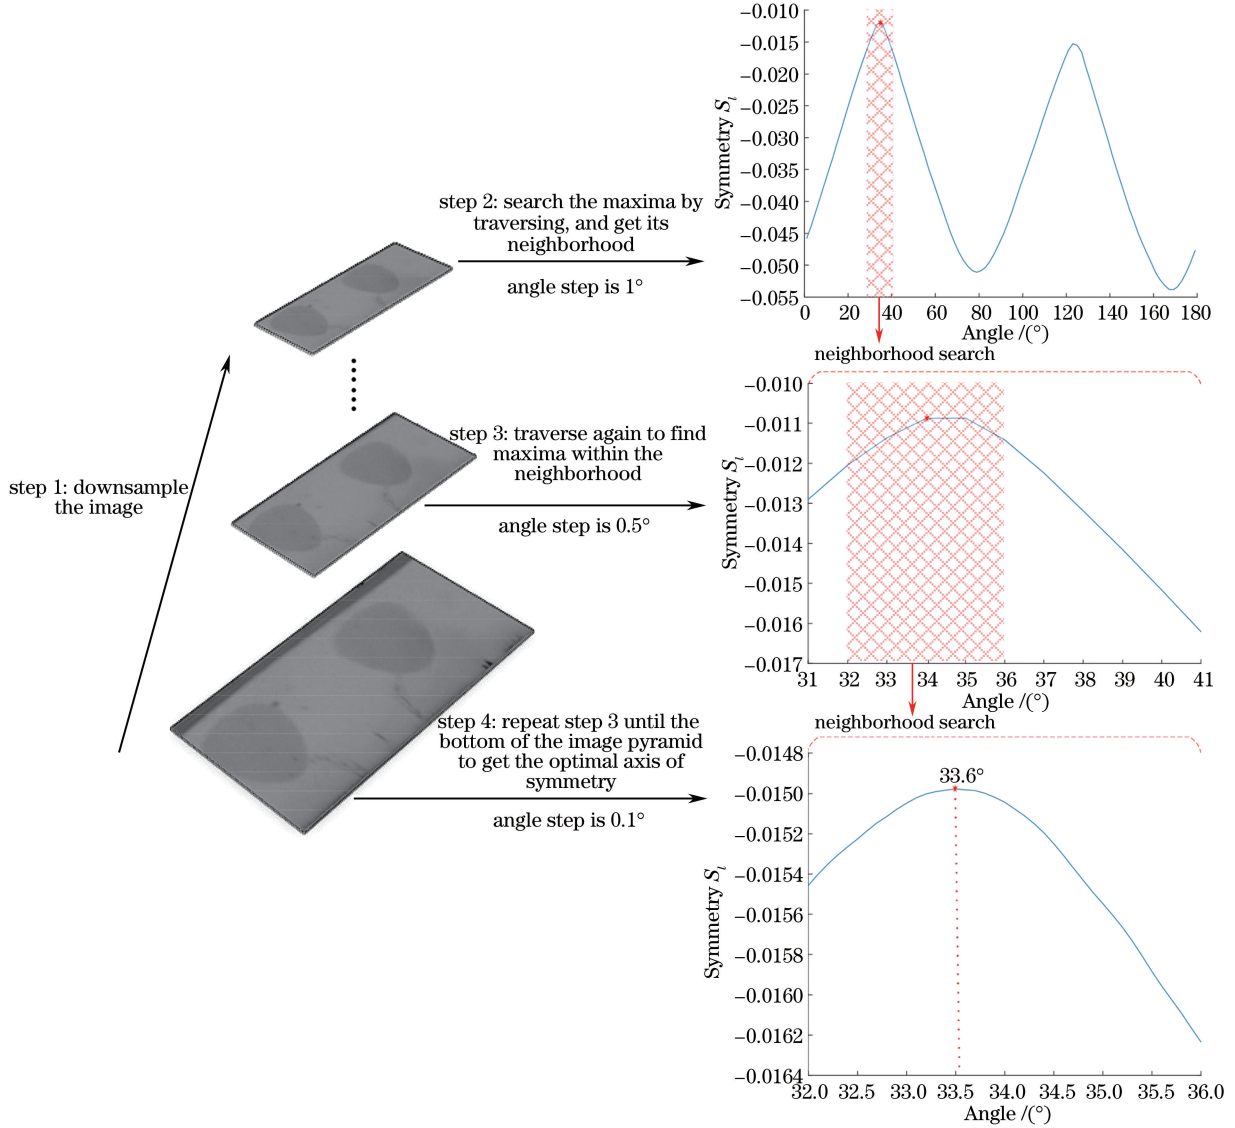 step 1: downsample
the image
step 2: search the maxima by
traversing, and get its
neighborhood
angle step is 1°
step 3: traverse again to find
maxima within the
neighborhood
angle step is 0.5°
step 4: repeat step 3 until the
bottom of the image pyramid
to get the optimal axis of
symmetry
angle step is 0.1°
Symmetry S_l
−0.010
−0.015
−0.020
−0.025
−0.030
−0.035
−0.040
−0.045
−0.050
−0.055
0 20 40 60 80 100 120 140 160 180
Angle /(°)
neighborhood search
Symmetry S_l
−0.010
−0.011
−0.012
−0.013
−0.014
−0.015
−0.016
−0.017
31 32 33 34 35 36 37 38 39 40 41
Angle /(°)
neighborhood search
33.6°
Symmetry S_l
−0.0148
−0.0150
−0.0152
−0.0154
−0.0156
−0.0158
−0.0160
−0.0162
−0.0164
32.0 32.5 33.0 33.5 34.0 34.5 35.0 35.5 36.0
Angle /(°)